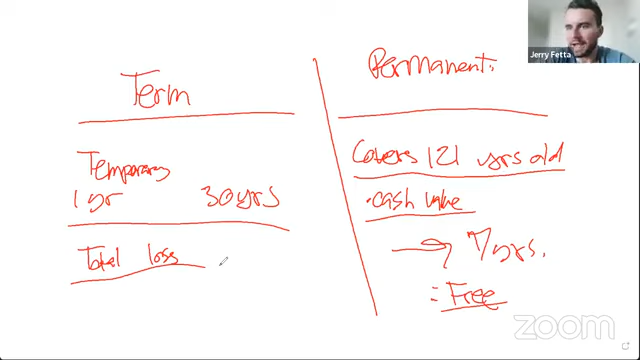 Jerry Fetta
Term
Temporary
1 yr 30 yrs
Total loss
Permanent:
Covers 121 yrs old
· cash value
→ 7 yrs.
= Free
zoom